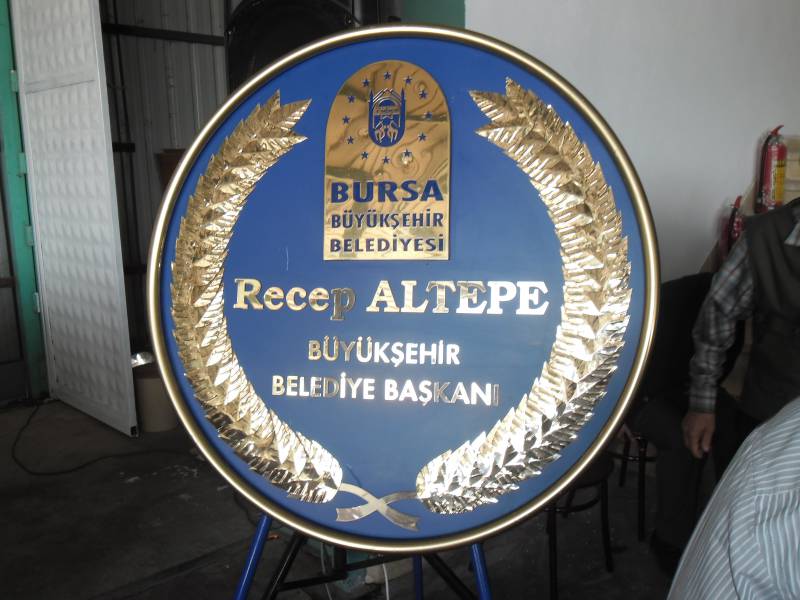 BURSA
BÜYÜKŞEHİR
BELEDİYESİ
Recep ALTEPE
BÜYÜKŞEHİR
BELEDİYE BAŞKANI